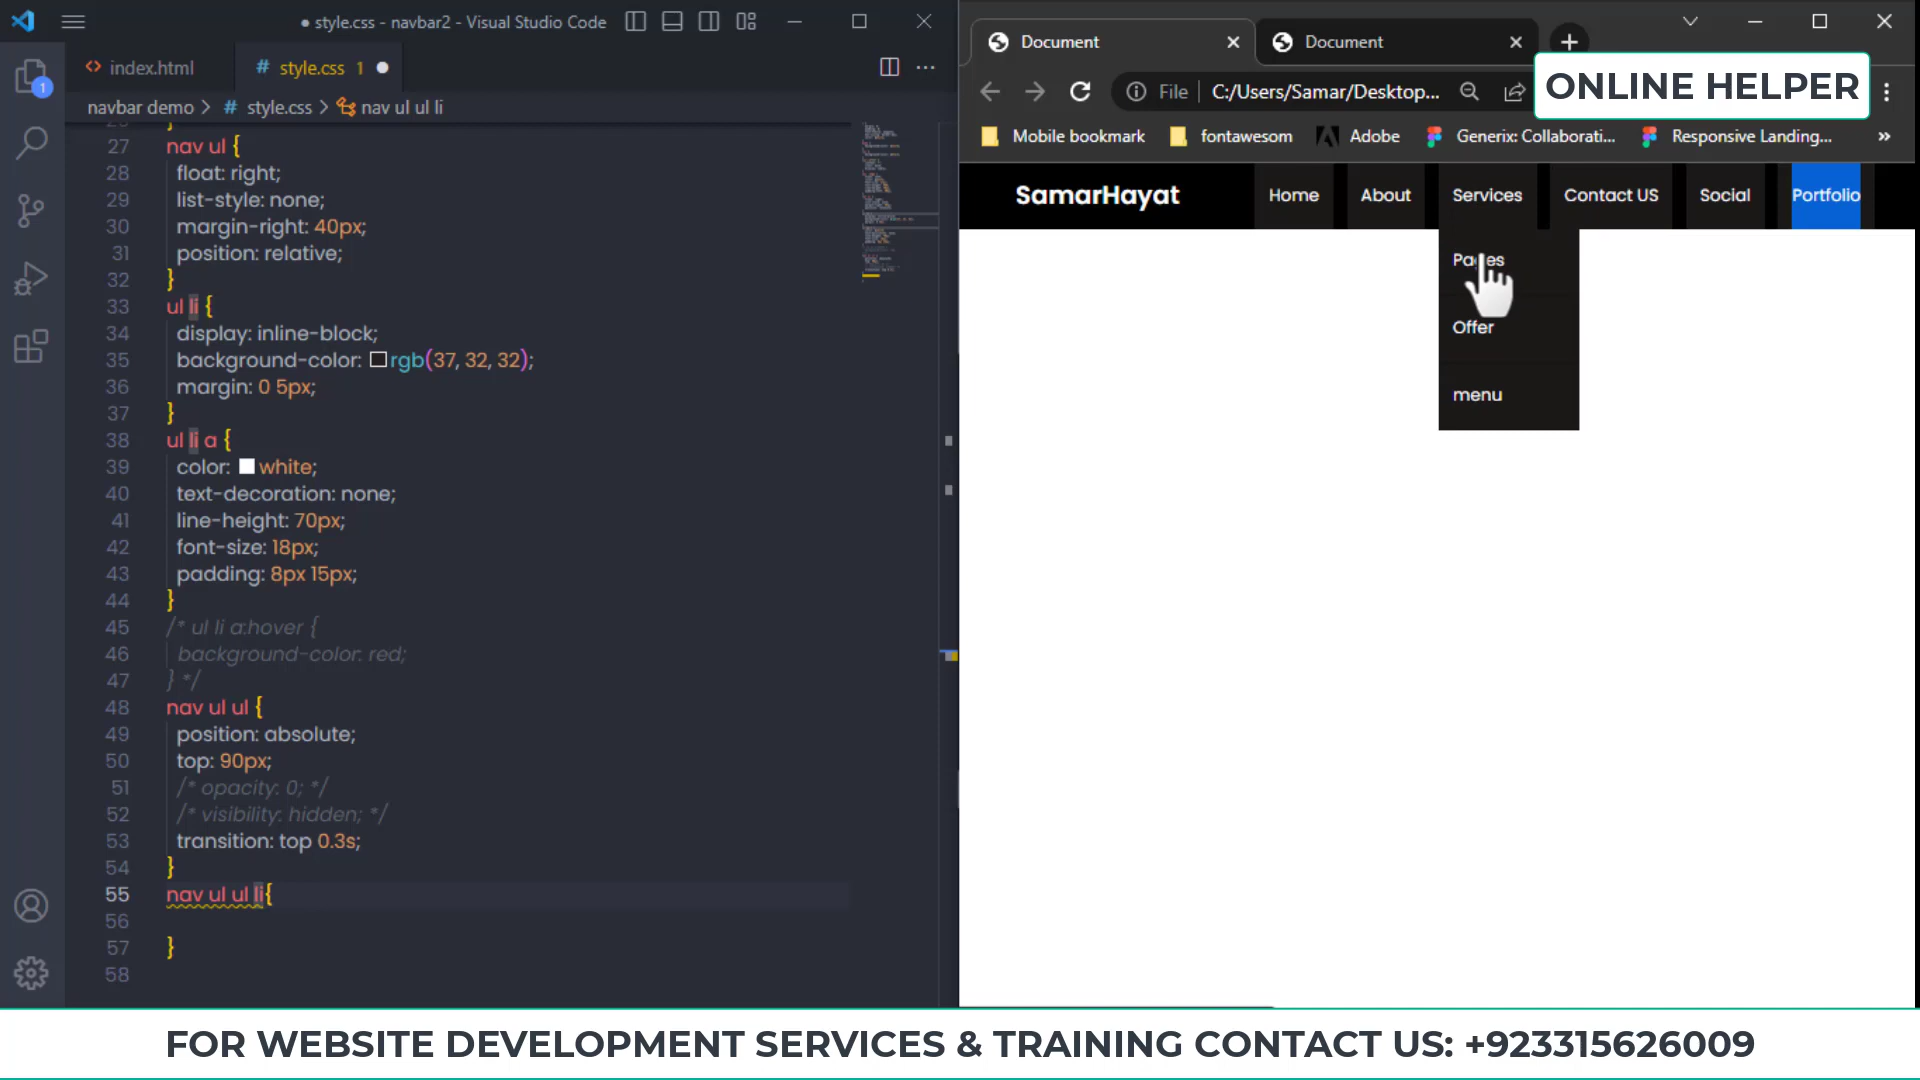 style.css - navbar2 - Visual Studio Code
index.html
# style.css 1
navbar demo > # style.css > nav ul ul li
27 nav ul {
28 float: right;
29 list-style: none;
30 margin-right: 40px;
31 position: relative;
32 }
33 ul li {
34 display: inline-block;
35 background-color: rgb(37, 32, 32);
36 margin: 0 5px;
37 }
38 ul li a {
39 color: white;
40 text-decoration: none;
41 line-height: 70px;
42 font-size: 18px;
43 padding: 8px 15px;
44 }
45 /* ul li a:hover {
46 background-color: red;
47 } */
48 nav ul ul {
49 position: absolute;
50 top: 90px;
51 /* opacity: 0; */
52 /* visibility: hidden; */
53 transition: top 0.3s;
54 }
55 nav ul ul li{
56
57 }
58
1
Document
Document
File C:/Users/Samar/Desktop...
ONLINE HELPER
Mobile bookmark fontawesom Adobe Generix: Collaborati... Responsive Landing... »
SamarHayat Home About Services Contact US Social Portfolio
Offer
menu
FOR WEBSITE DEVELOPMENT SERVICES & TRAINING CONTACT US: +923315626009